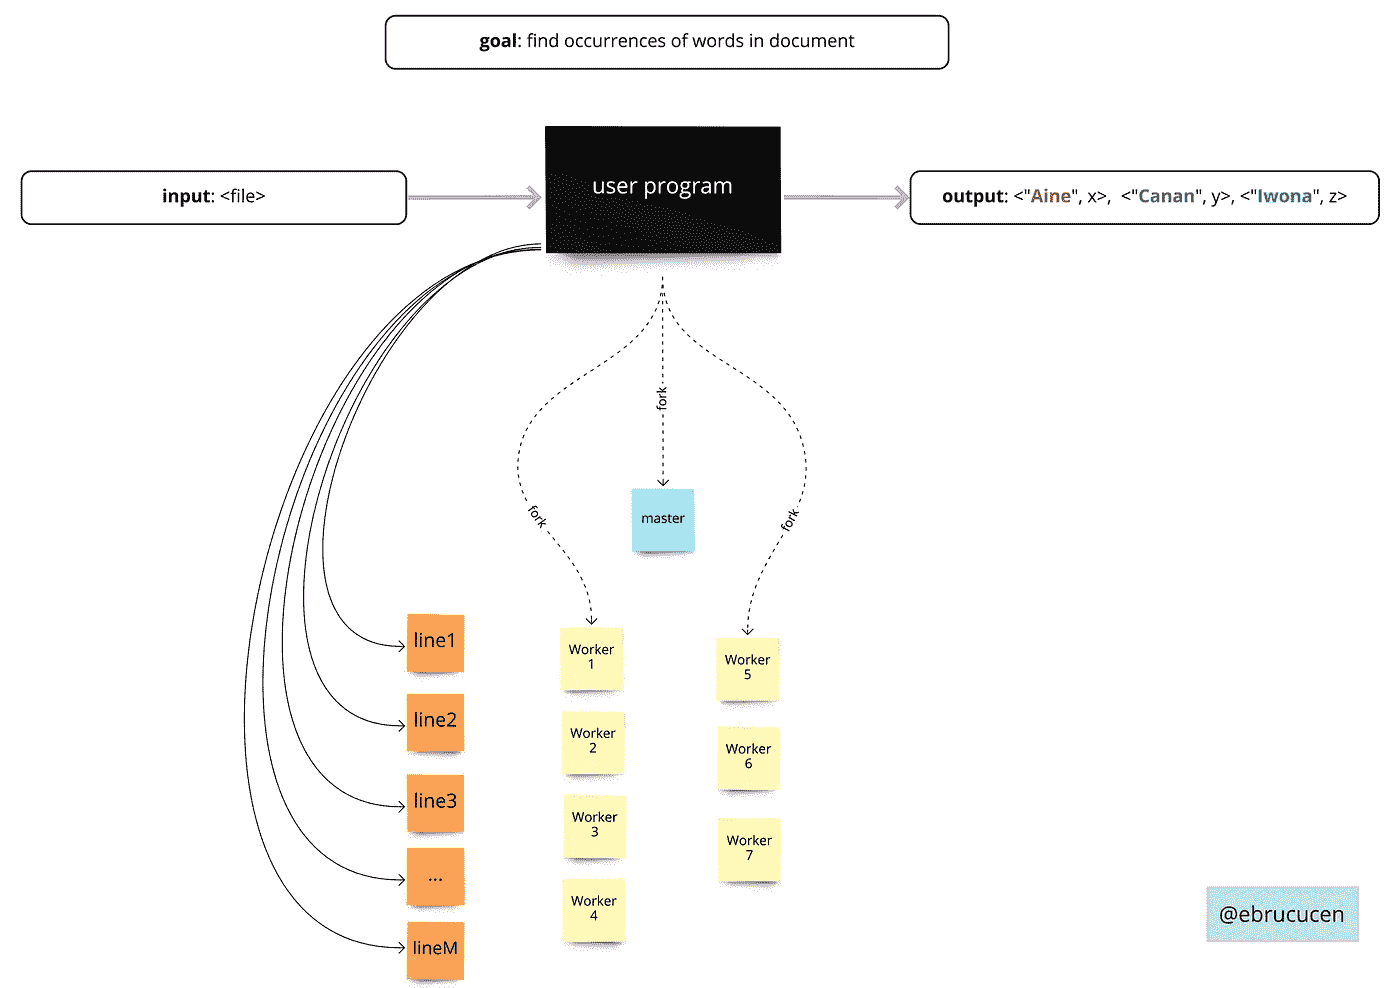 goal: find occurrences of words in document
input: <file>
user program
output: <"Aine", x>, <"Canan", y>, <"Iwona", z>
fork
fork
fork
master
line1
line2
line3
...
lineM
Worker
1
Worker
2
Worker
3
Worker
4
Worker
5
Worker
6
Worker
7
@ebrucucen